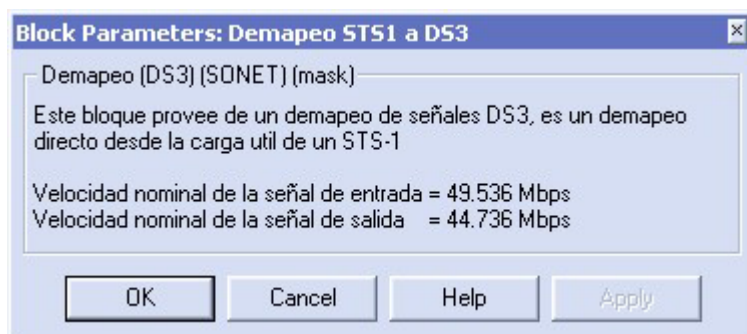 Block Parameters: Demapeo STS1 a DS3
Demapeo (DS3) (SONET) (mask)
Este bloque provee de un demapeo de señales DS3, es un demapeo
directo desde la carga util de un STS-1
Velocidad nominal de la señal de entrada = 49.536 Mbps
Velocidad nominal de la señal de salida = 44.736 Mbps
OK
Cancel
Help
Apply